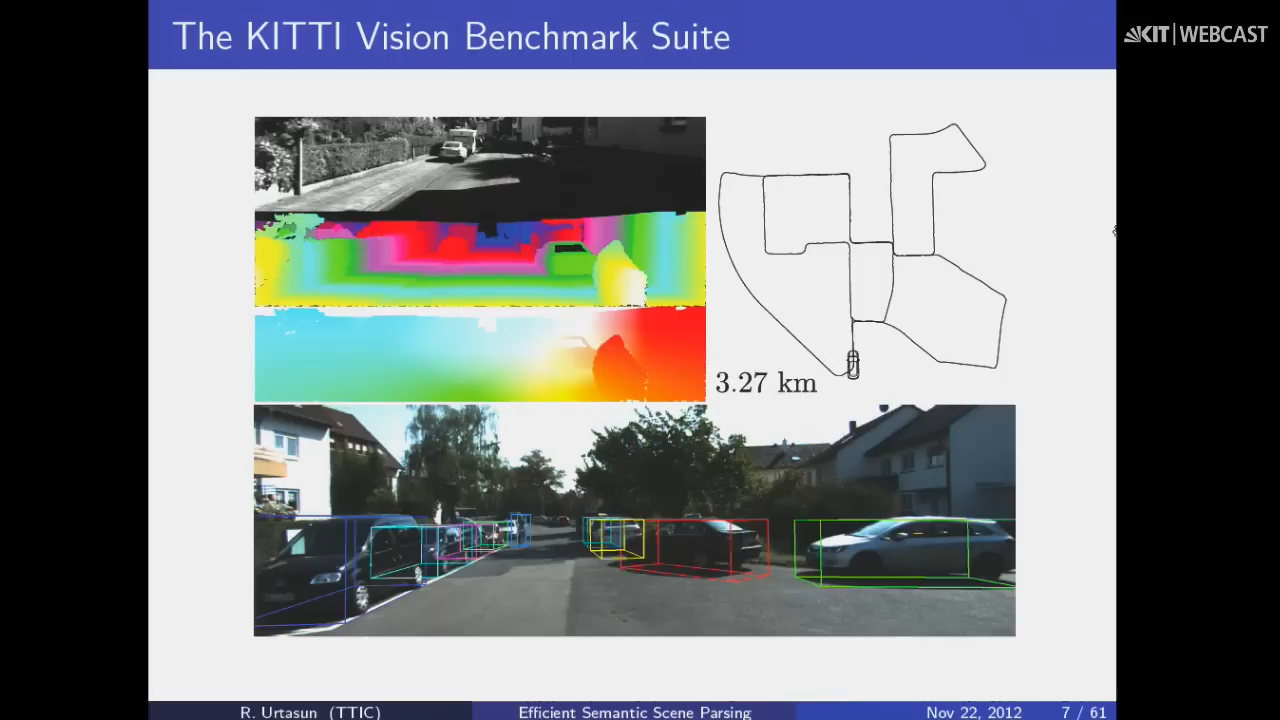 The KITTI Vision Benchmark Suite
KIT | WEBCAST
3.27 km
R. Urtasun (TTIC)
Efficient Semantic Scene Parsing
Nov 22, 2012
7 / 61